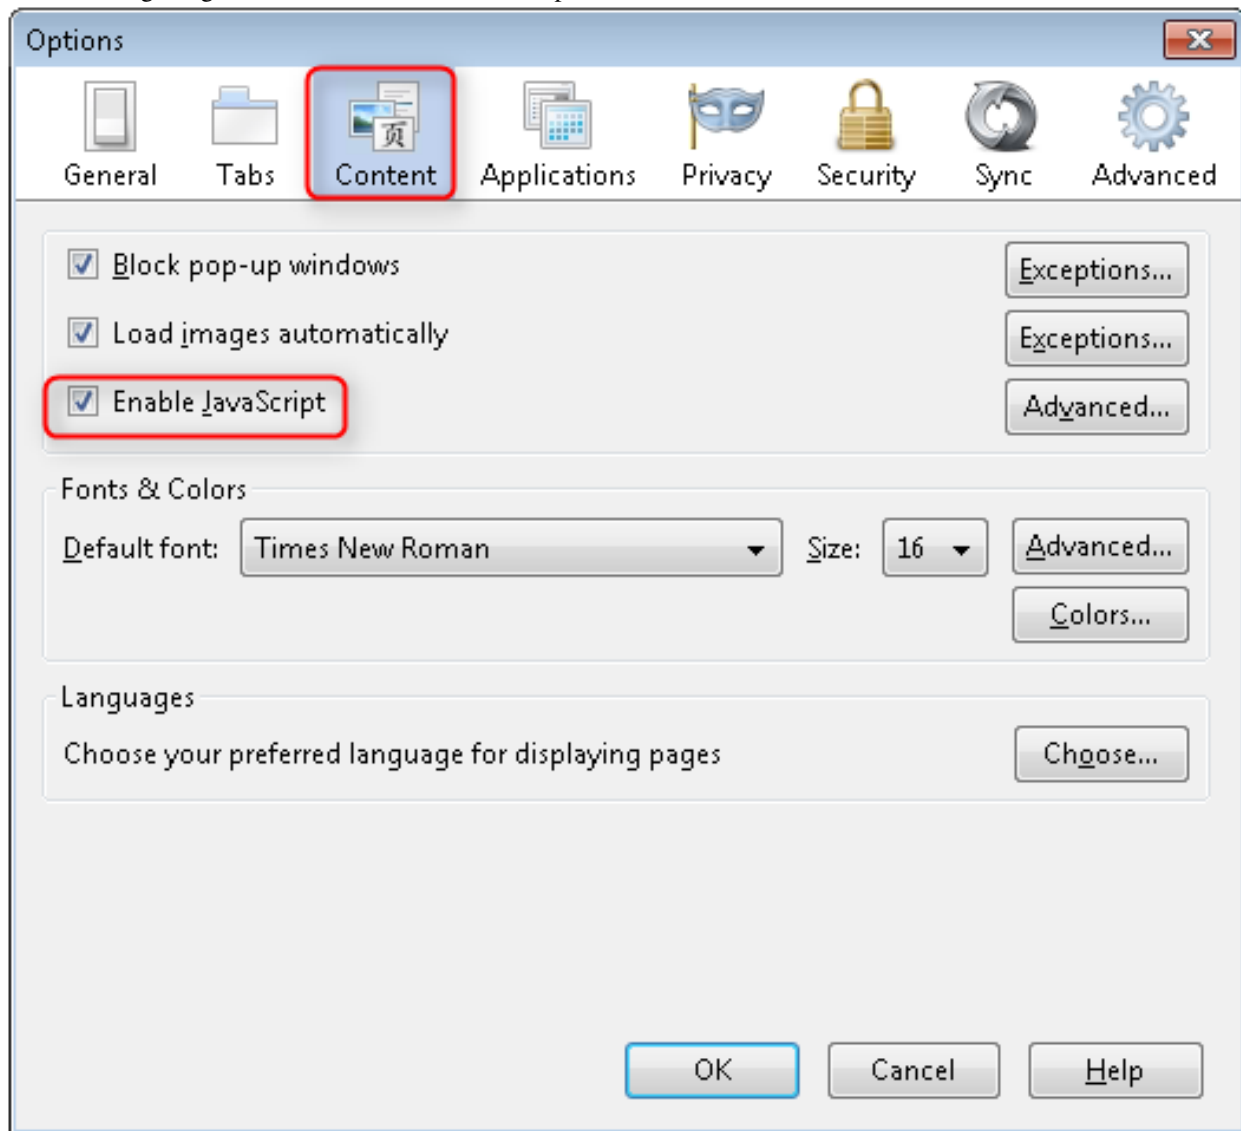 Options
General Tabs Content Applications Privacy Security Sync Advanced
页
Block pop-up windows Exceptions...
Load images automatically Exceptions...
Enable JavaScript Advanced...
Fonts & Colors
Default font: Times New Roman Size: 16 Advanced...
Colors...
Languages
Choose your preferred language for displaying pages Choose...
OK Cancel Help